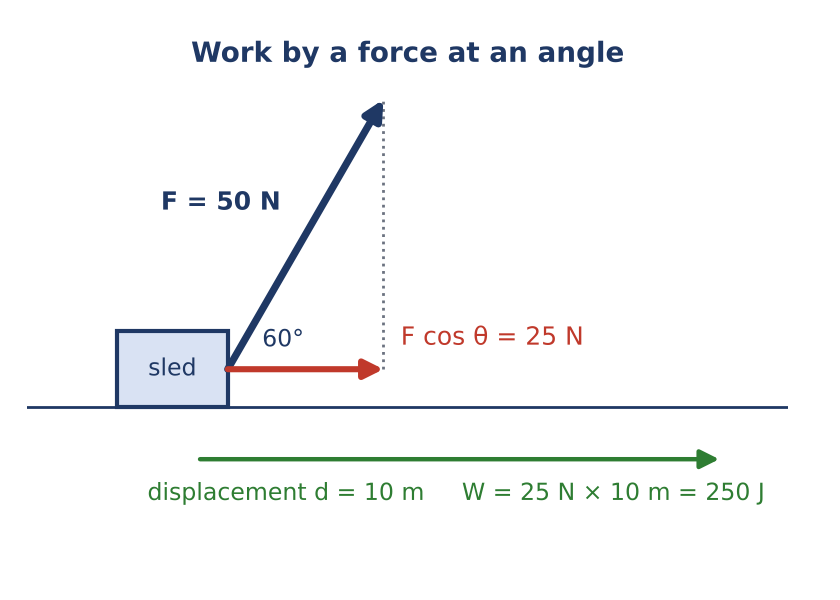 Work by a force at an angle
F = 50 N
60°
F cos θ = 25 N
sled
displacement d = 10 m
W = 25 N × 10 m = 250 J